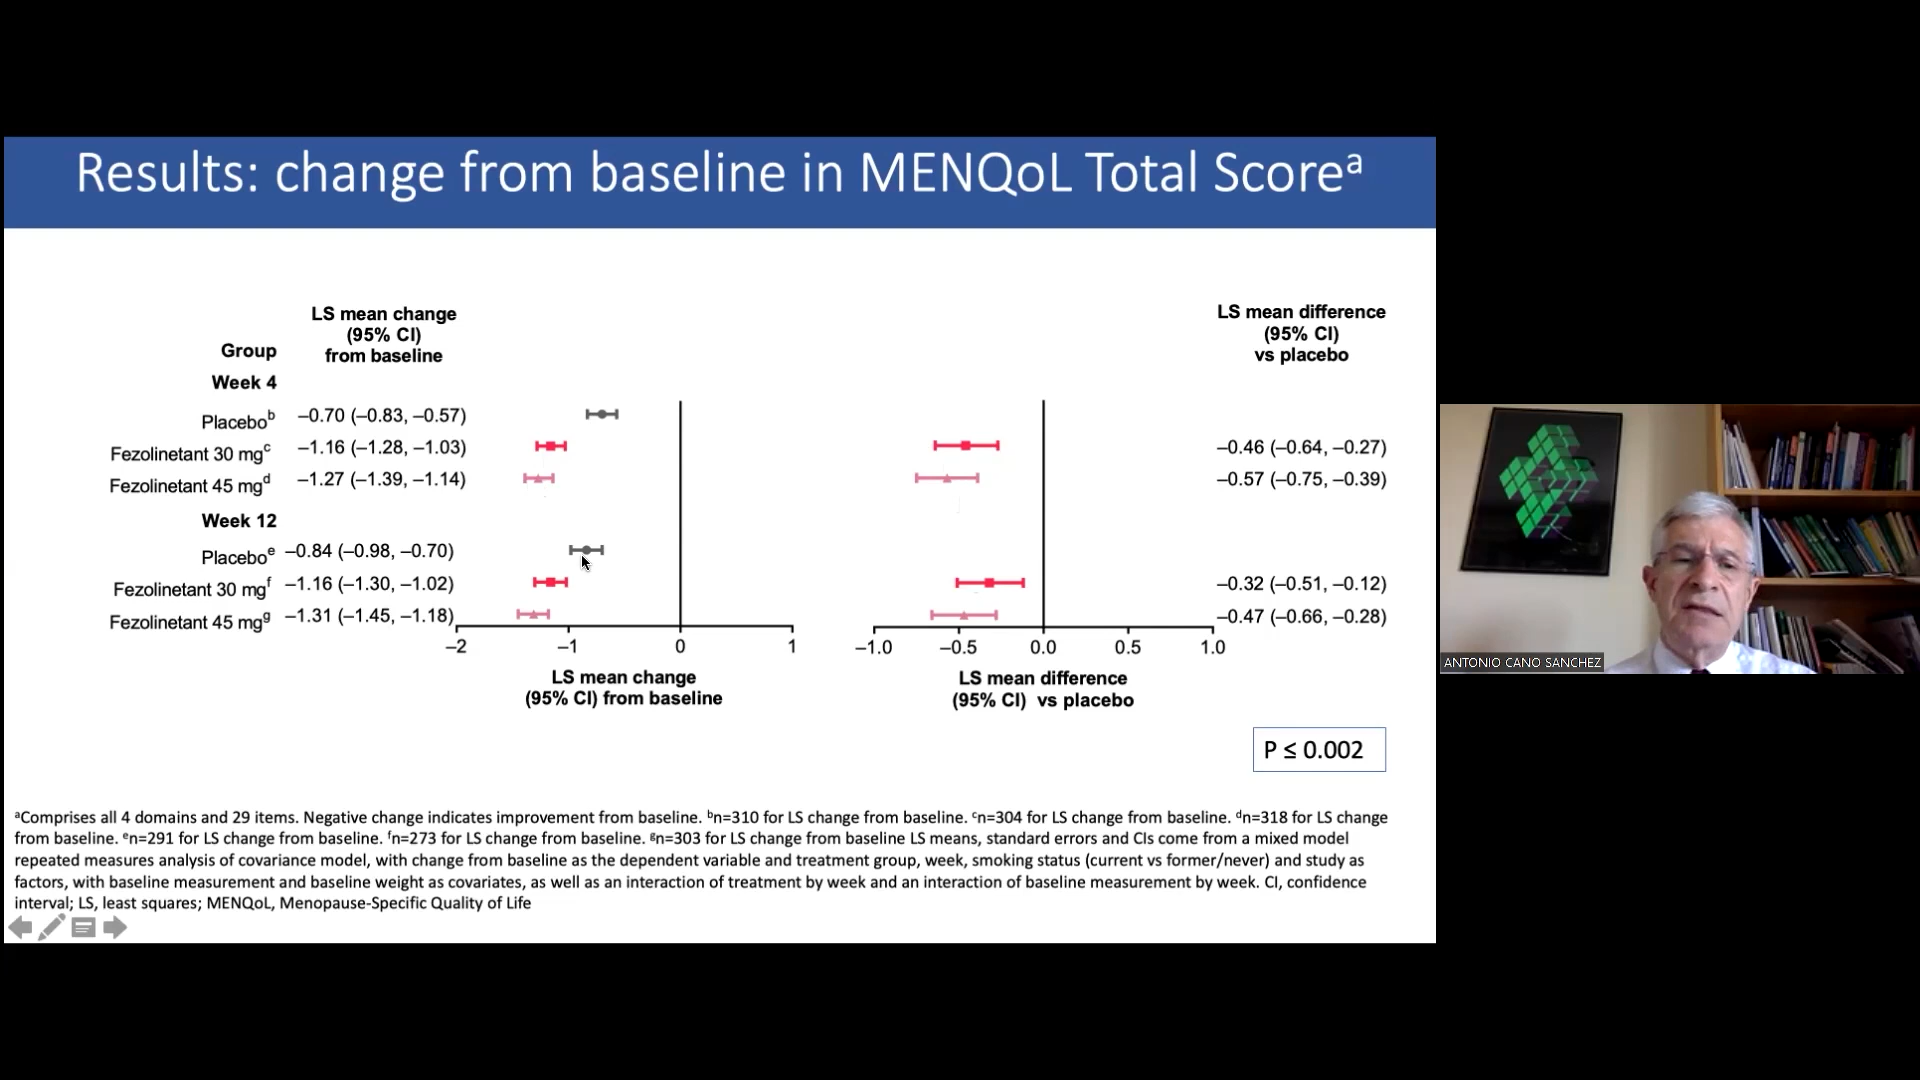 Results: change from baseline in MENQoL Total Scoreᵃ
LS mean change
(95% CI)
from baseline
LS mean difference
(95% CI)
vs placebo
Group
Week 4
Placeboᵇ –0.70 (–0.83, –0.57)
Fezolinetant 30 mgᶜ –1.16 (–1.28, –1.03) –0.46 (–0.64, –0.27)
Fezolinetant 45 mgᵈ –1.27 (–1.39, –1.14) –0.57 (–0.75, –0.39)
Week 12
Placeboᵉ –0.84 (–0.98, –0.70)
Fezolinetant 30 mgᶠ –1.16 (–1.30, –1.02) –0.32 (–0.51, –0.12)
Fezolinetant 45 mgᵍ –1.31 (–1.45, –1.18) –0.47 (–0.66, –0.28)
–2 –1 0 1 –1.0 –0.5 0.0 0.5 1.0
LS mean change
(95% CI) from baseline
LS mean difference
(95% CI) vs placebo
P ≤ 0.002
ᵃComprises all 4 domains and 29 items. Negative change indicates improvement from baseline. ᵇn=310 for LS change from baseline. ᶜn=304 for LS change from baseline. ᵈn=318 for LS change
from baseline. ᵉn=291 for LS change from baseline. ᶠn=273 for LS change from baseline. ᵍn=303 for LS change from baseline LS means, standard errors and CIs come from a mixed model
repeated measures analysis of covariance model, with change from baseline as the dependent variable and treatment group, week, smoking status (current vs former/never) and study as
factors, with baseline measurement and baseline weight as covariates, as well as an interaction of treatment by week and an interaction of baseline measurement by week. CI, confidence
interval; LS, least squares; MENQoL, Menopause-Specific Quality of Life
ANTONIO CANO SANCHEZ